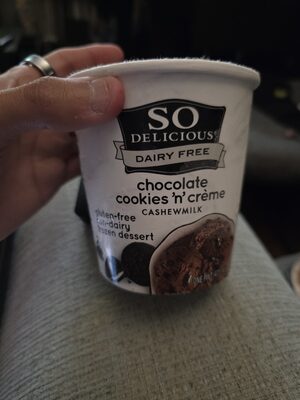 SO
DELICIOUS®
DAIRY FREE
chocolate
cookies 'n' crème
CASHEWMILK
gluten-free
non-dairy
frozen dessert